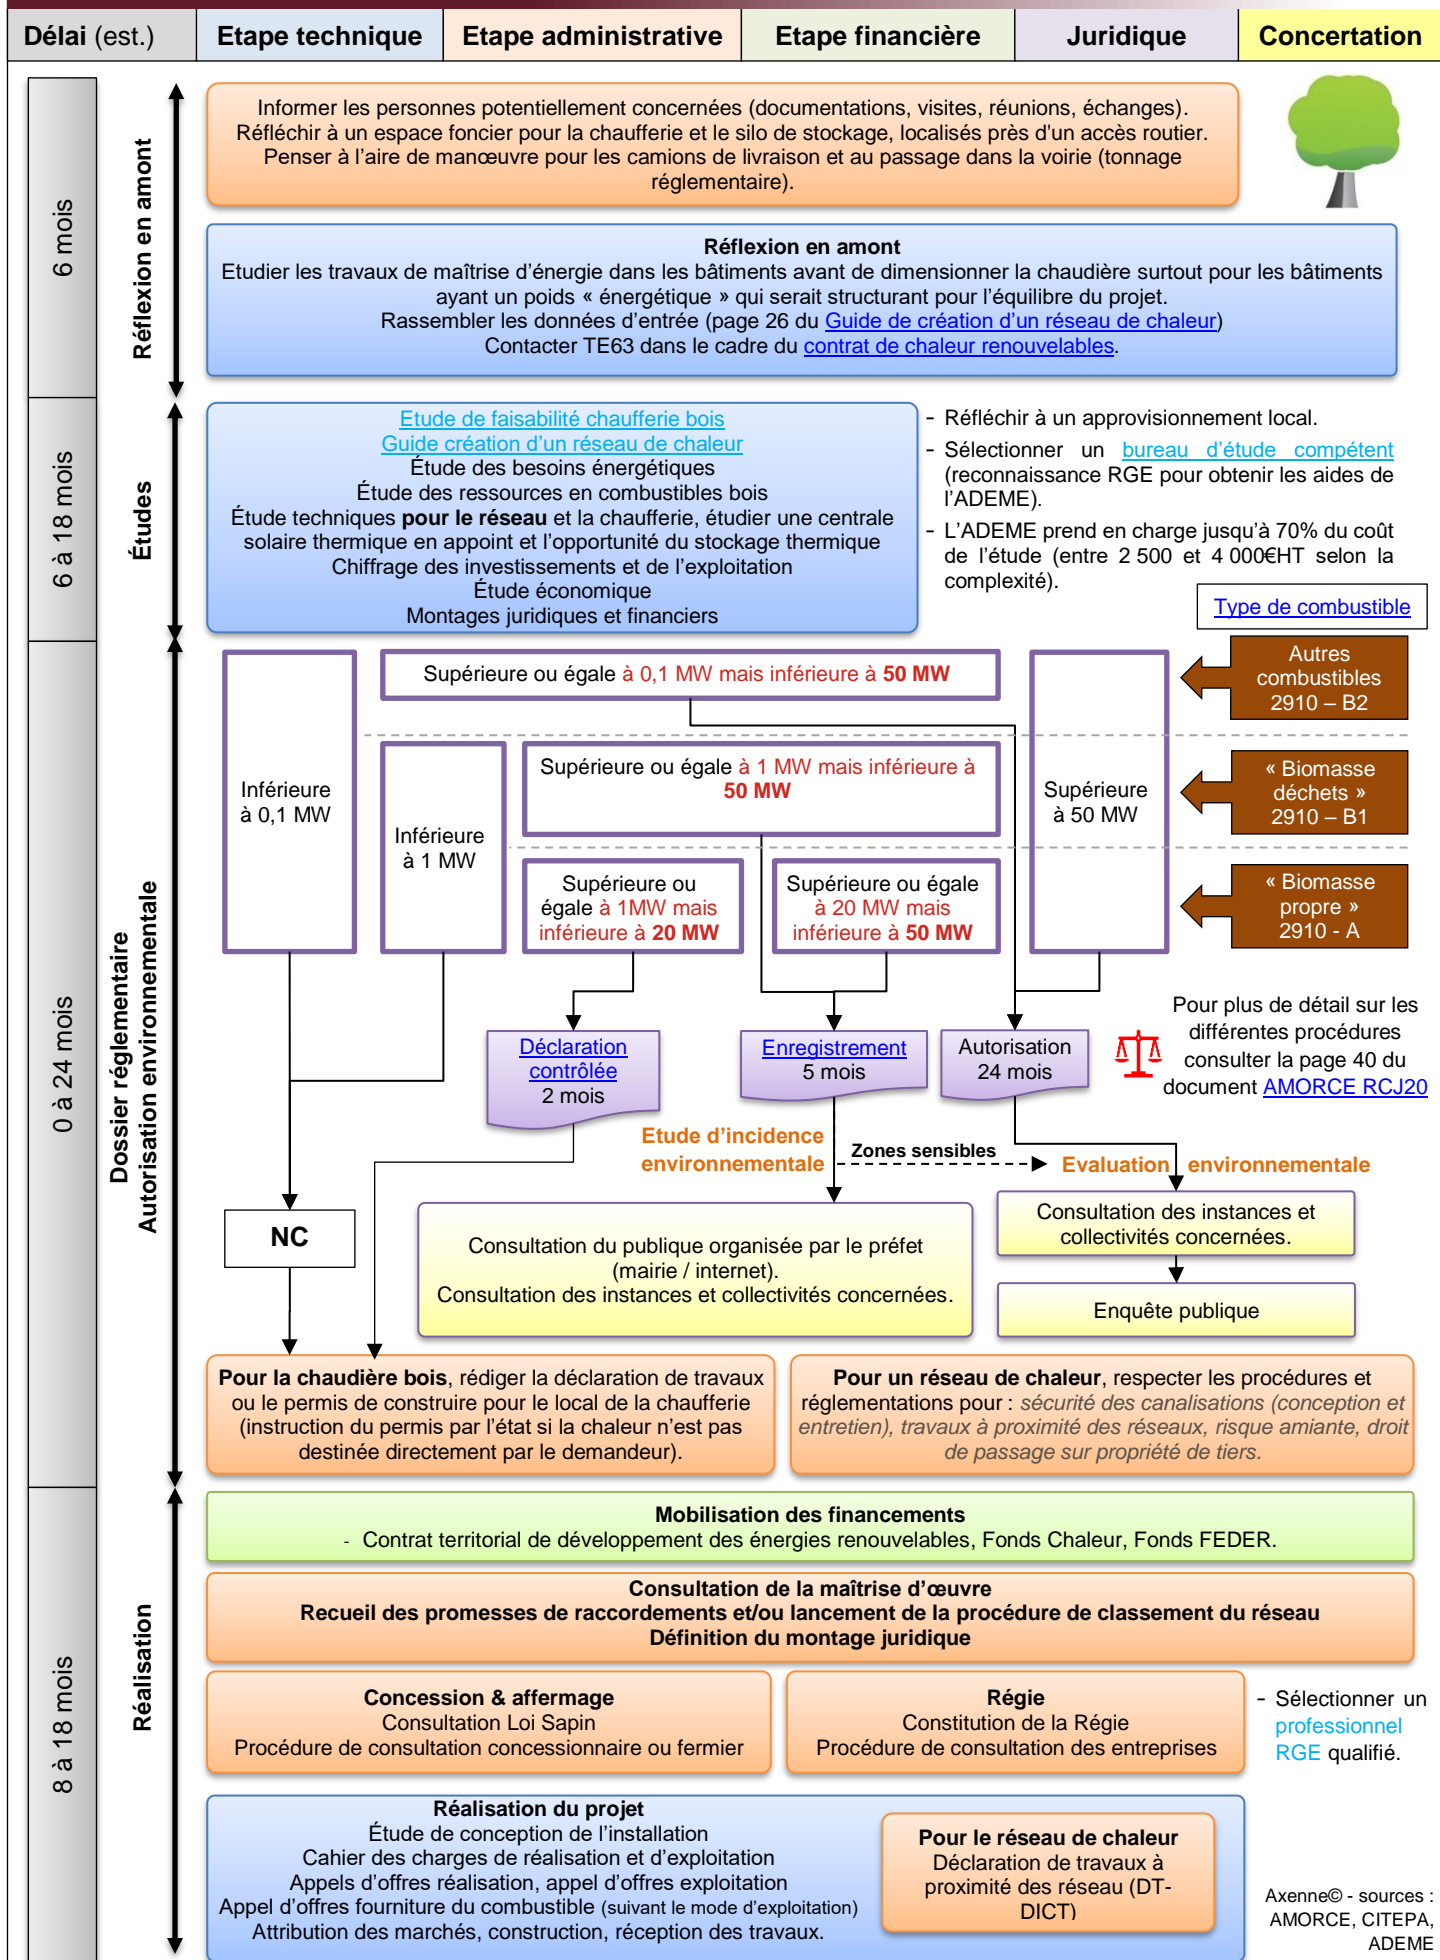 Délai (est.)
Etape technique
Etape administrative
Etape financière
Juridique
Concertation
6 mois
Réflexion en amont
Informer les personnes potentiellement concernées (documentations, visites, réunions, échanges).
Réfléchir à un espace foncier pour la chaufferie et le silo de stockage, localisés près d'un accès routier.
Penser à l'aire de manœuvre pour les camions de livraison et au passage dans la voirie (tonnage
réglementaire).
Réflexion en amont
Etudier les travaux de maîtrise d'énergie dans les bâtiments avant de dimensionner la chaudière surtout pour les bâtiments
ayant un poids « énergétique » qui serait structurant pour l'équilibre du projet.
Rassembler les données d'entrée (page 26 du Guide de création d'un réseau de chaleur)
Contacter TE63 dans le cadre du contrat de chaleur renouvelables.
6 à 18 mois
Études
Etude de faisabilité chaufferie bois
Guide création d'un réseau de chaleur
Étude des besoins énergétiques
Étude des ressources en combustibles bois
Étude techniques pour le réseau et la chaufferie, étudier une centrale
solaire thermique en appoint et l'opportunité du stockage thermique
Chiffrage des investissements et de l'exploitation
Étude économique
Montages juridiques et financiers
- Réfléchir à un approvisionnement local.
- Sélectionner un bureau d'étude compétent
(reconnaissance RGE pour obtenir les aides de
l'ADEME).
- L'ADEME prend en charge jusqu'à 70% du coût
de l'étude (entre 2 500 et 4 000€HT selon la
complexité).
Type de combustible
0 à 24 mois
Dossier réglementaire
Autorisation environnementale
Inférieure
à 0,1 MW
Supérieure ou égale à 0,1 MW mais inférieure à 50 MW
Autres
combustibles
2910 – B2
Inférieure
à 1 MW
Supérieure ou égale à 1 MW mais inférieure à
50 MW
Supérieure
à 50 MW
« Biomasse
déchets »
2910 – B1
Supérieure ou
égale à 1MW mais
inférieure à 20 MW
Supérieure ou égale
à 20 MW mais
inférieure à 50 MW
« Biomasse
propre »
2910 - A
Déclaration
contrôlée
2 mois
Enregistrement
5 mois
Autorisation
24 mois
Pour plus de détail sur les
différentes procédures
consulter la page 40 du
document AMORCE RCJ20
Etude d'incidence
environnementale
Zones sensibles
Evaluation environnementale
NC
Consultation du publique organisée par le préfet
(mairie / internet).
Consultation des instances et collectivités concernées.
Consultation des instances et
collectivités concernées.
Enquête publique
Pour la chaudière bois, rédiger la déclaration de travaux
ou le permis de construire pour le local de la chaufferie
(instruction du permis par l'état si la chaleur n'est pas
destinée directement par le demandeur).
Pour un réseau de chaleur, respecter les procédures et
réglementations pour : sécurité des canalisations (conception et
entretien), travaux à proximité des réseaux, risque amiante, droit
de passage sur propriété de tiers.
8 à 18 mois
Réalisation
Mobilisation des financements
- Contrat territorial de développement des énergies renouvelables, Fonds Chaleur, Fonds FEDER.
Consultation de la maîtrise d'œuvre
Recueil des promesses de raccordements et/ou lancement de la procédure de classement du réseau
Définition du montage juridique
Concession & affermage
Consultation Loi Sapin
Procédure de consultation concessionnaire ou fermier
Régie
Constitution de la Régie
Procédure de consultation des entreprises
- Sélectionner un
professionnel
RGE qualifié.
Réalisation du projet
Étude de conception de l'installation
Cahier des charges de réalisation et d'exploitation
Appels d'offres réalisation, appel d'offres exploitation
Appel d'offres fourniture du combustible (suivant le mode d'exploitation)
Attribution des marchés, construction, réception des travaux.
Pour le réseau de chaleur
Déclaration de travaux à
proximité des réseau (DT-
DICT)
Axenne© - sources :
AMORCE, CITEPA,
ADEME